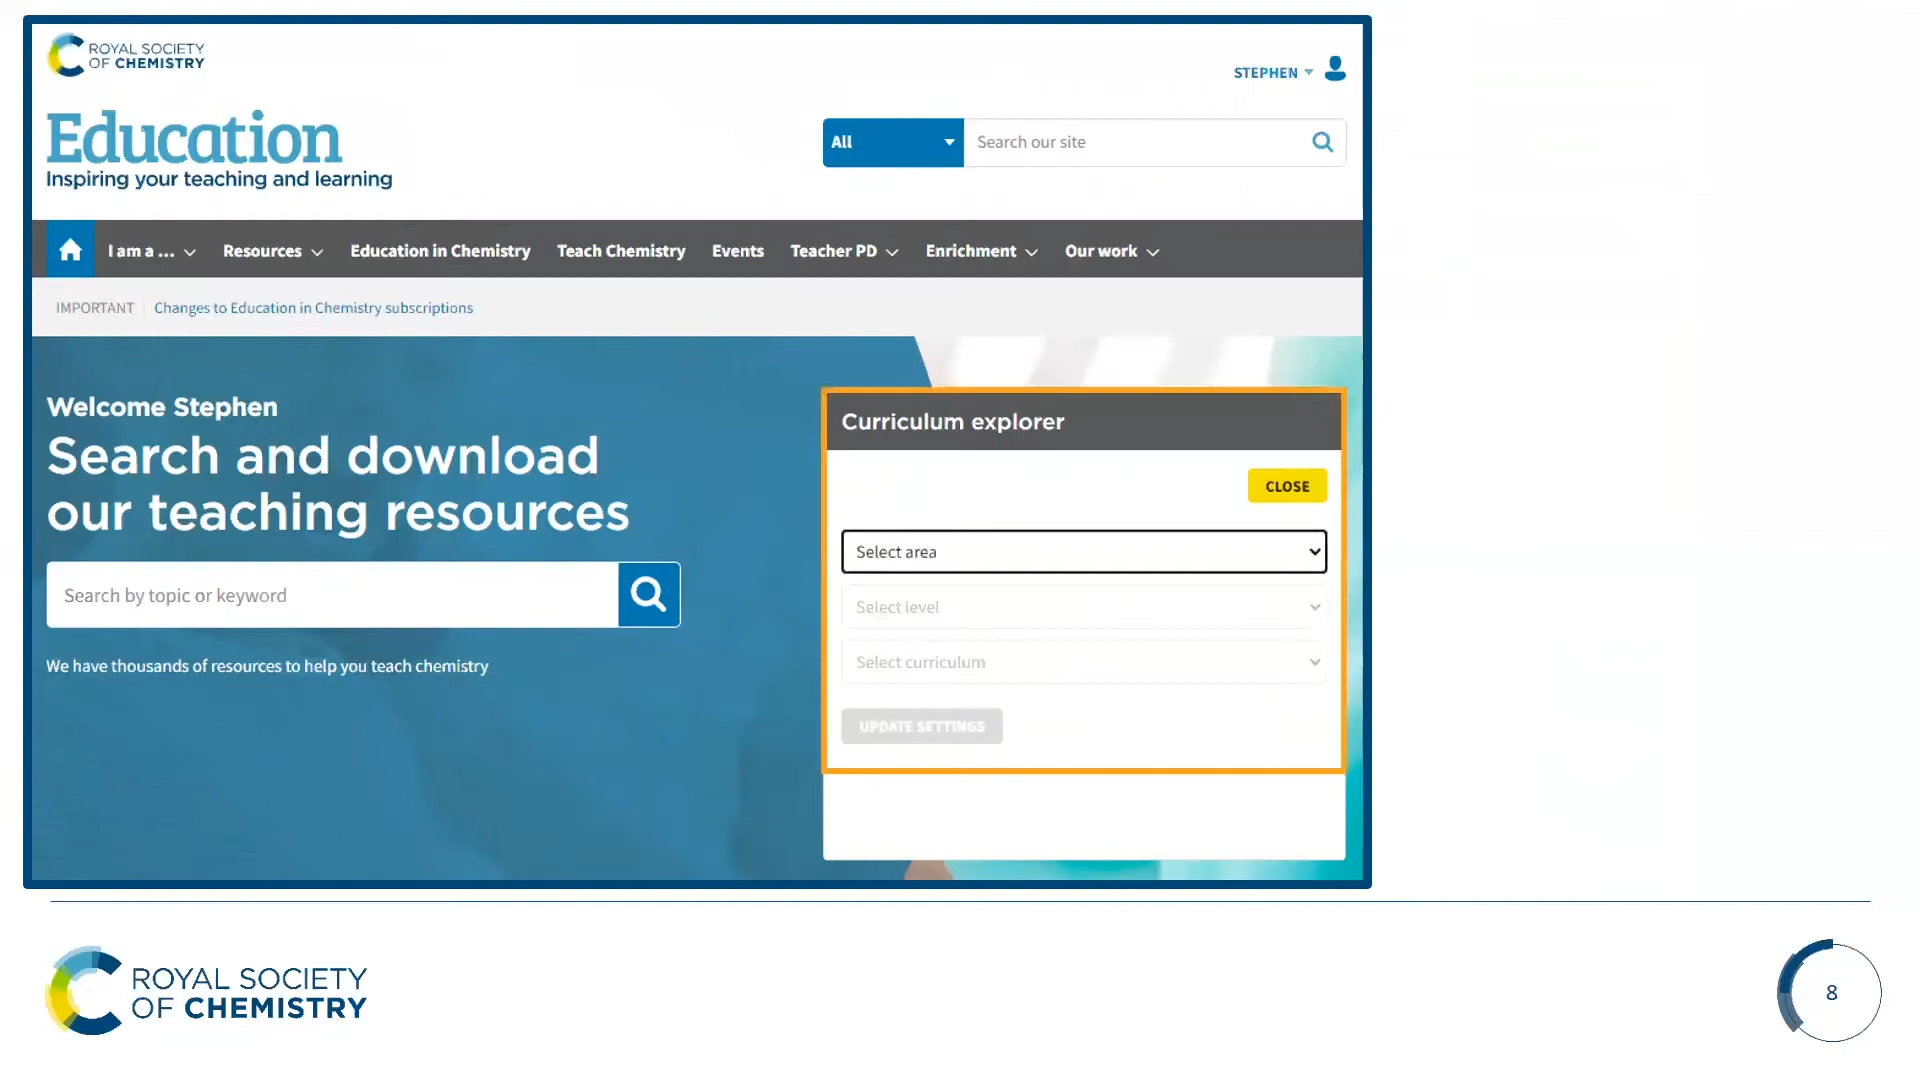 ROYAL SOCIETY
OF CHEMISTRY
STEPHEN
Education
Inspiring your teaching and learning
All
Search our site
I am a ...
Resources
Education in Chemistry
Teach Chemistry
Events
Teacher PD
Enrichment
Our work
IMPORTANT
Changes to Education in Chemistry subscriptions
Welcome Stephen
Search and download
our teaching resources
Search by topic or keyword
We have thousands of resources to help you teach chemistry
Curriculum explorer
CLOSE
Select area
Select level
Select curriculum
UPDATE SETTINGS
ROYAL SOCIETY
OF CHEMISTRY
8